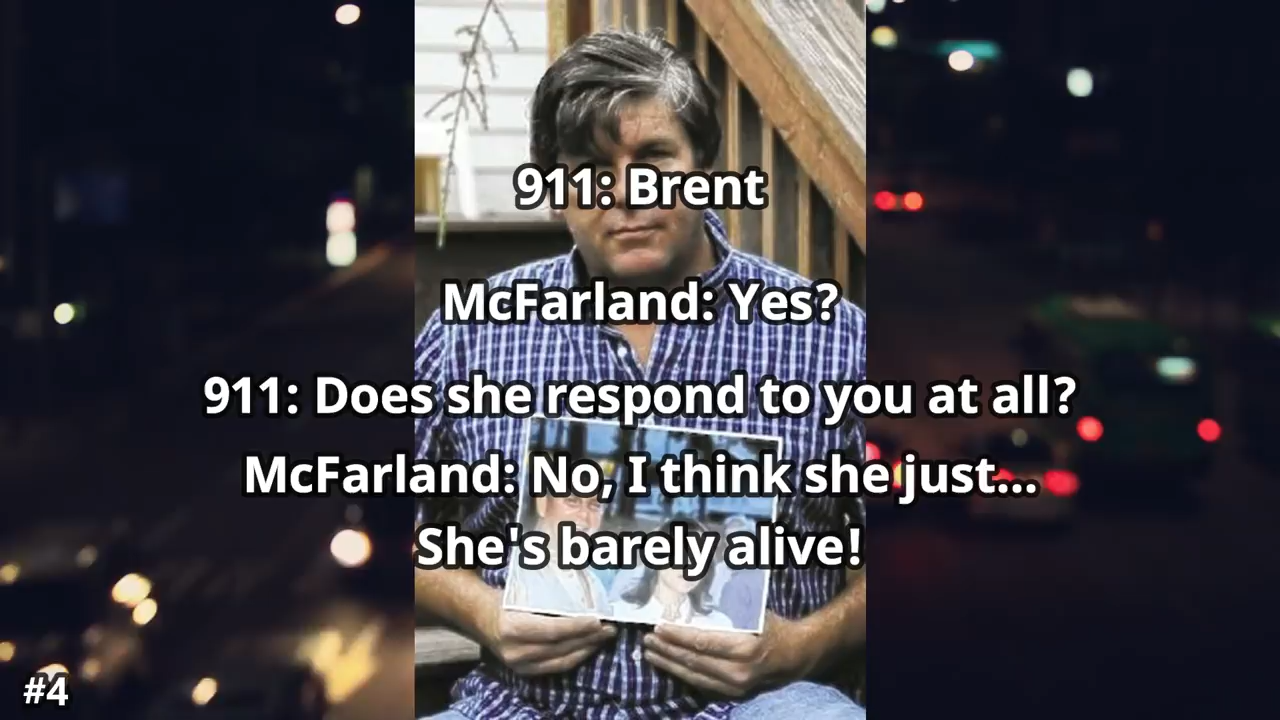 911: Brent
McFarland: Yes?
911: Does she respond to you at all?
McFarland: No, I think she just...
She's barely alive!
#4